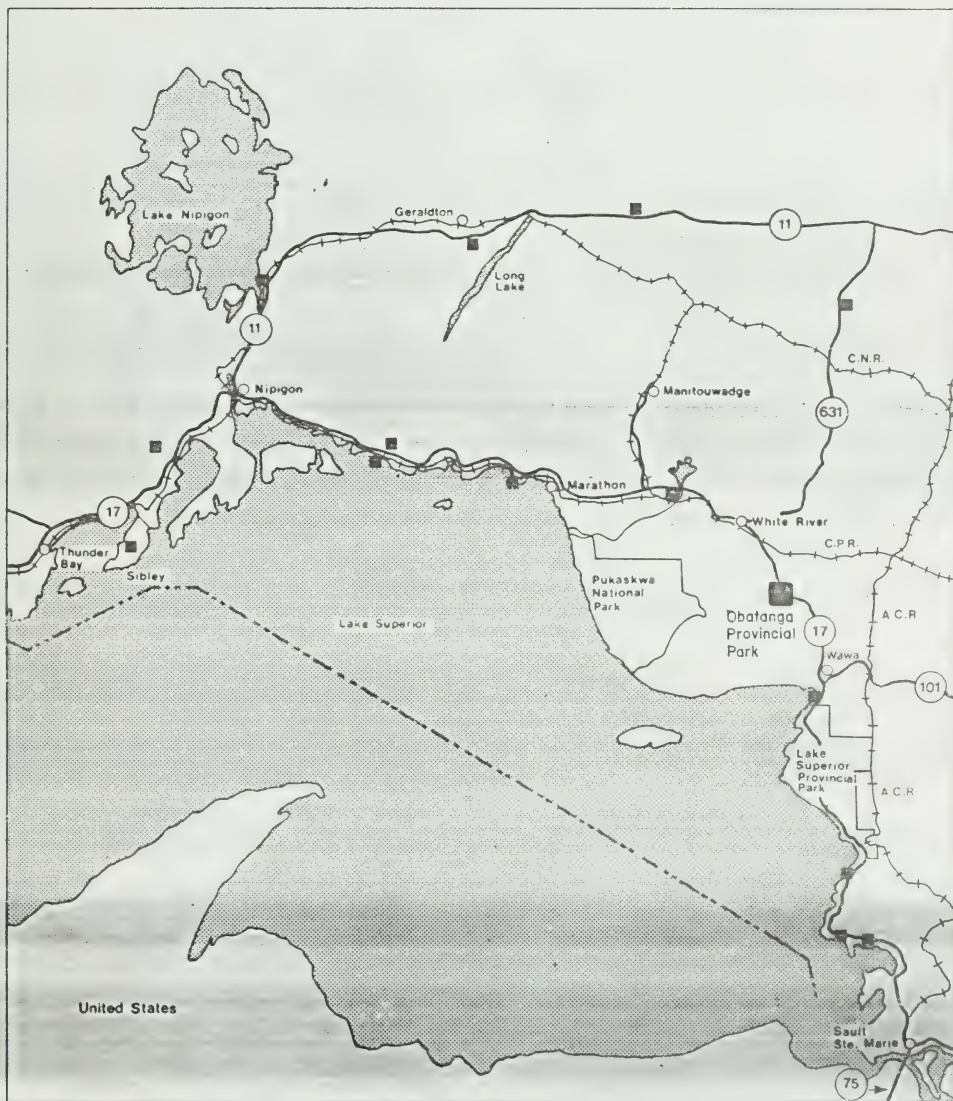 Lake Nipigon
Geraldton
11
Long
Lake
11
C.N.R.
Nipigon
Manitouwadge
631
17
Marathon
White River
C.P.R.
Thunder
Bay
Sibley
Pukaskwa
National
Park
Obatanga
Provincial
Park
Lake Superior
17
A.C.R
Wawa
101
Lake
Superior
Provincial
Park
A.C.R
United States
Sault
Ste. Marie
75